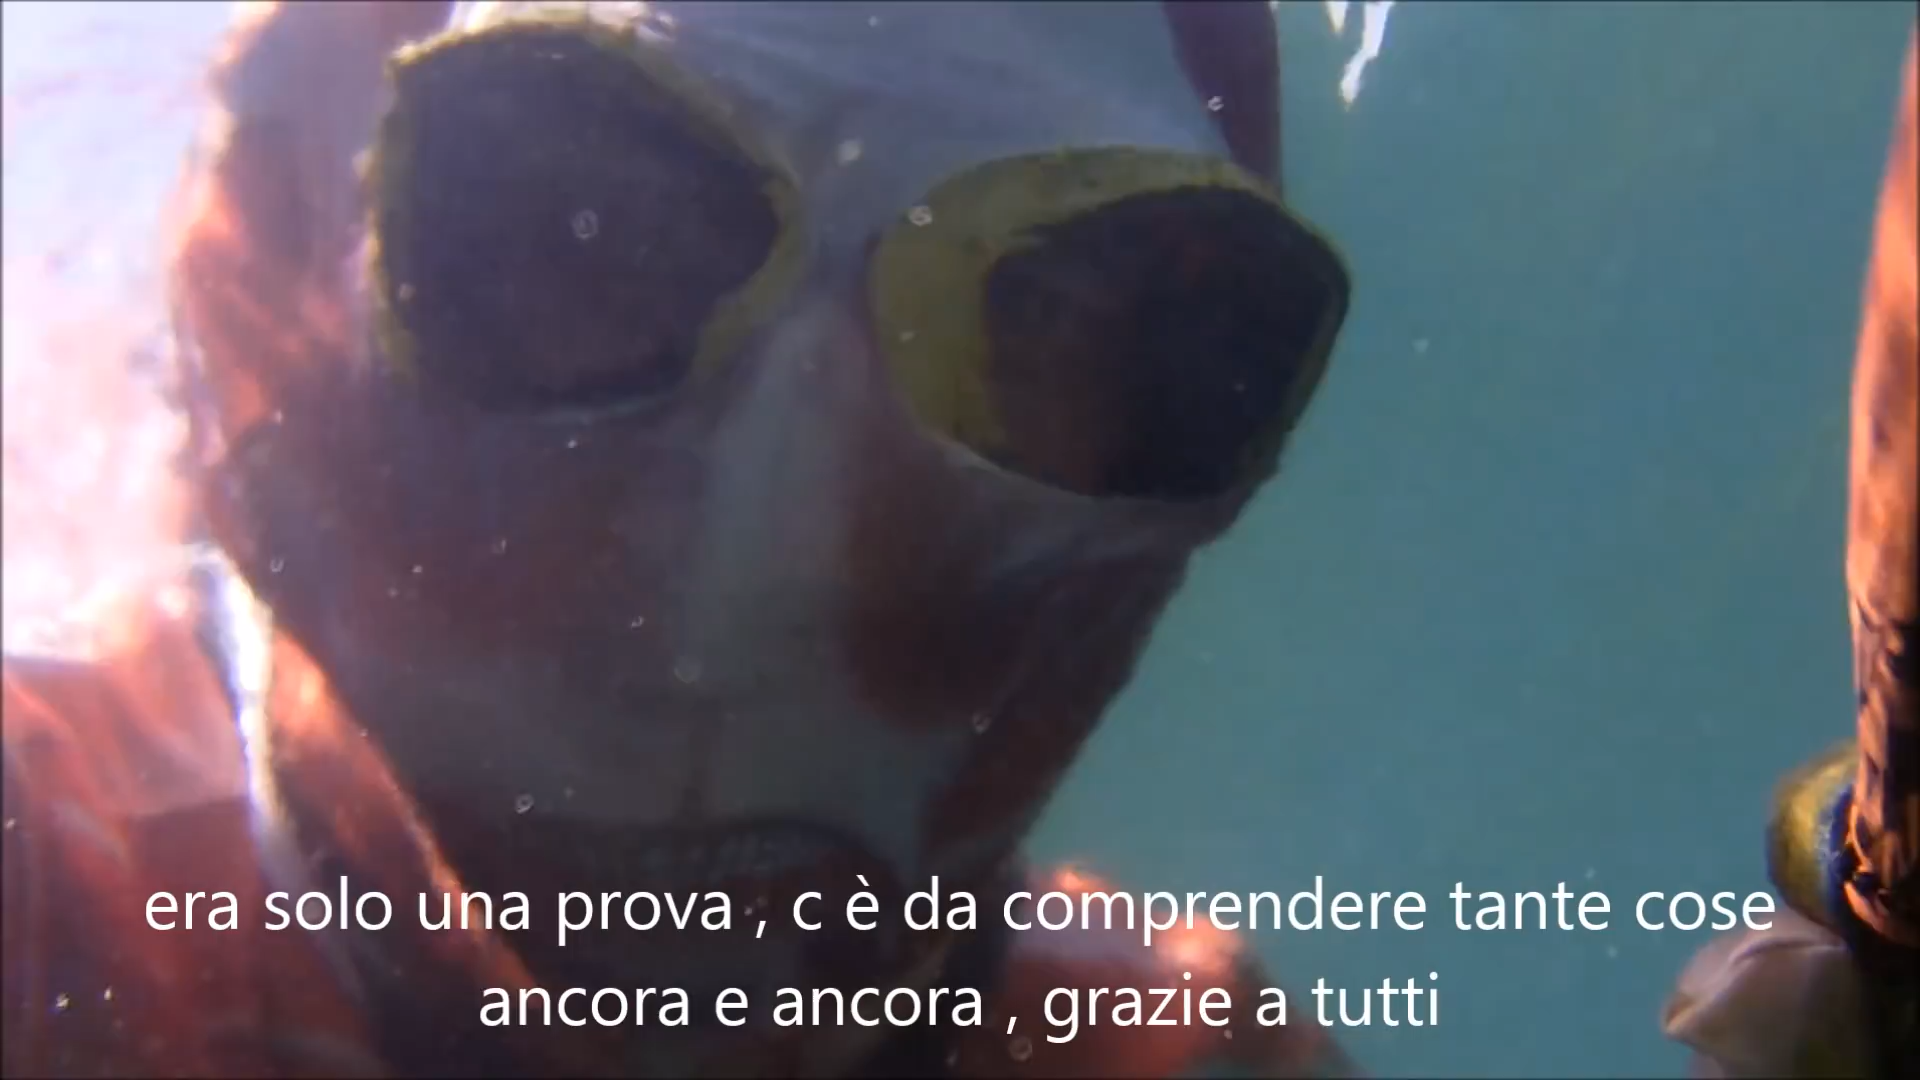 era solo una prova , c è da comprendere tante cose
ancora e ancora , grazie a tutti